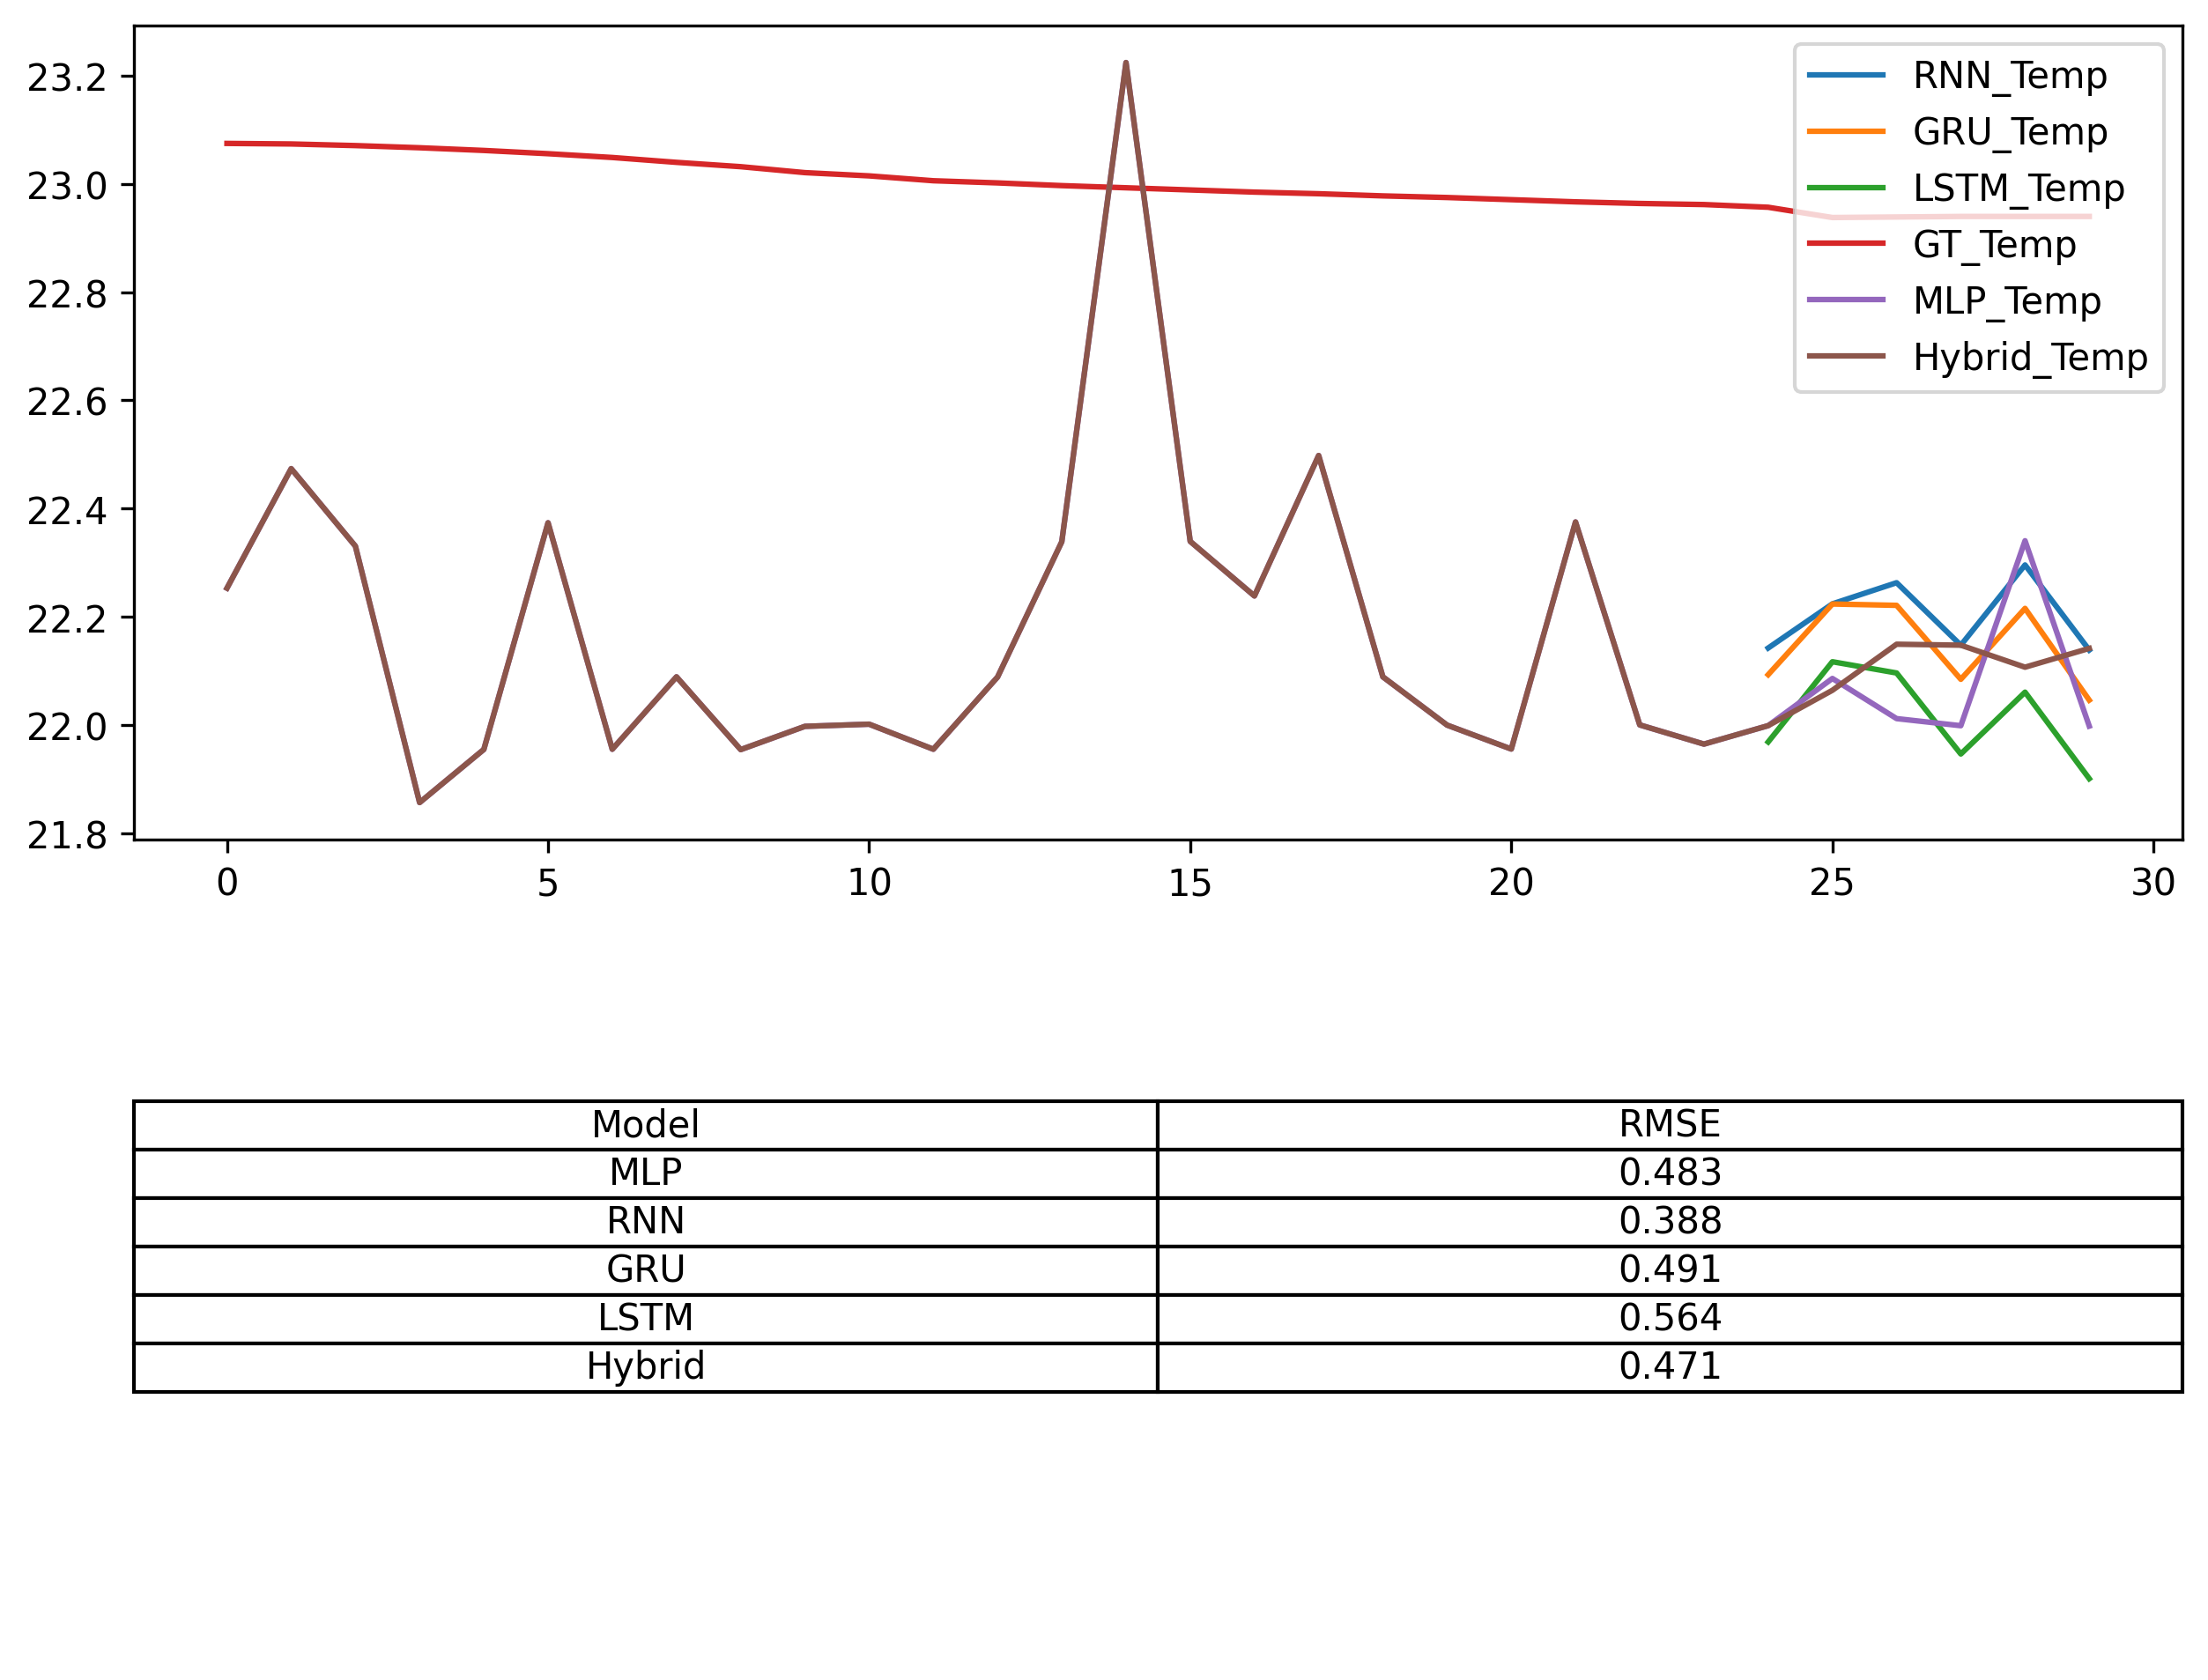 23.2
23.0
22.8
22.6
22.4
22.2
22.0
21.8
0 5 10 15 20 25 30
RNN_Temp
GRU_Temp
LSTM_Temp
GT_Temp
MLP_Temp
Hybrid_Temp
Model RMSE
MLP 0.483
RNN 0.388
GRU 0.491
LSTM 0.564
Hybrid 0.471